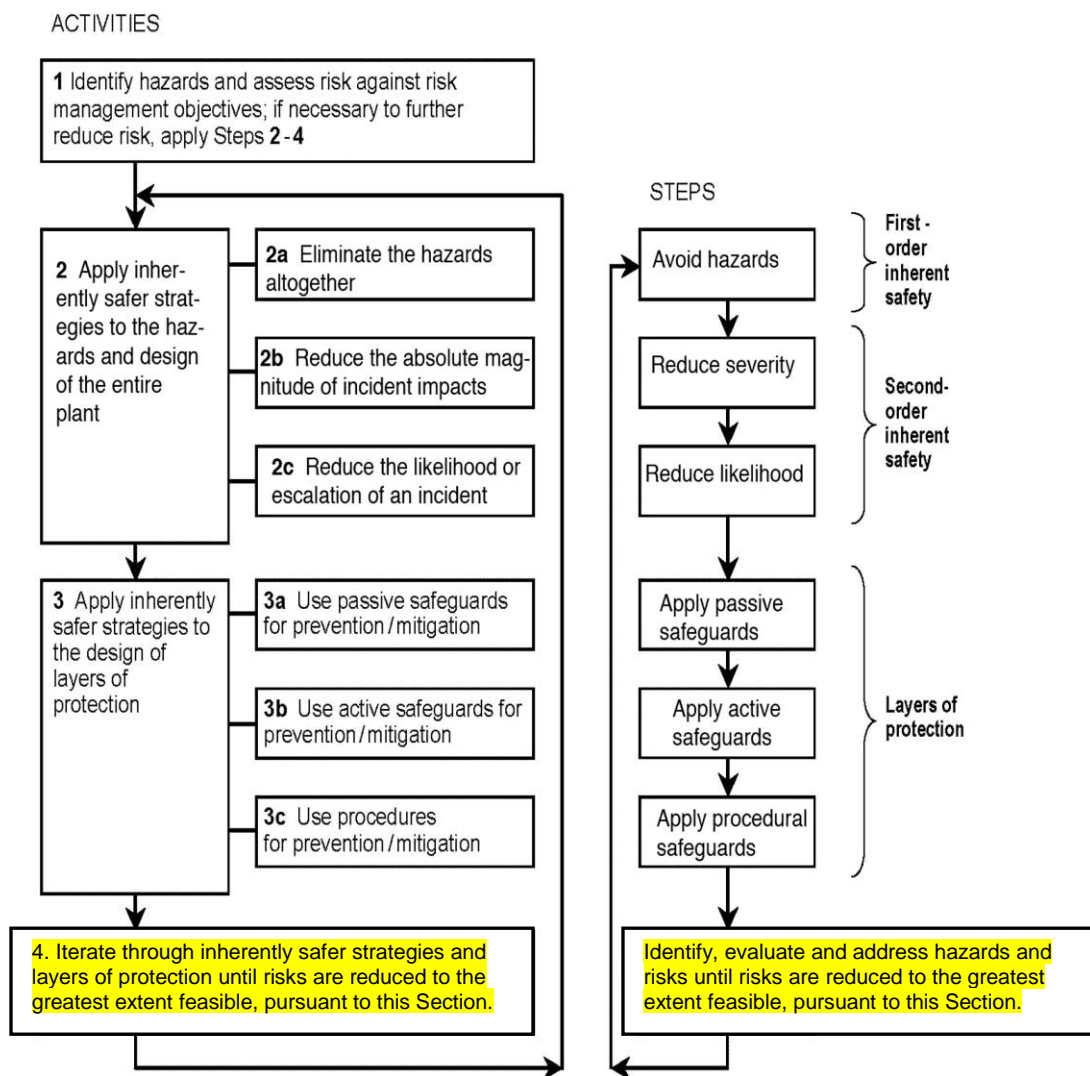 ACTIVITIES
1 Identify hazards and assess risk against risk
management objectives; if necessary to further
reduce risk, apply Steps 2 - 4
2 Apply inher-
ently safer strat-
egies to the haz-
ards and design
of the entire
plant
2a Eliminate the hazards
altogether
2b Reduce the absolute mag-
nitude of incident impacts
2c Reduce the likelihood or
escalation of an incident
3 Apply inherently
safer strategies to
the design of
layers of
protection
3a Use passive safeguards
for prevention / mitigation
3b Use active safeguards for
prevention / mitigation
3c Use procedures
for prevention / mitigation
4. Iterate through inherently safer strategies and
layers of protection until risks are reduced to the
greatest extent feasible, pursuant to this Section.
STEPS
Avoid hazards
Reduce severity
Reduce likelihood
Apply passive
safeguards
Apply active
safeguards
Apply procedural
safeguards
Identify, evaluate and address hazards and
risks until risks are reduced to the greatest
extent feasible, pursuant to this Section.
First -
order
inherent
safety
Second-
order
inherent
safety
Layers of
protection